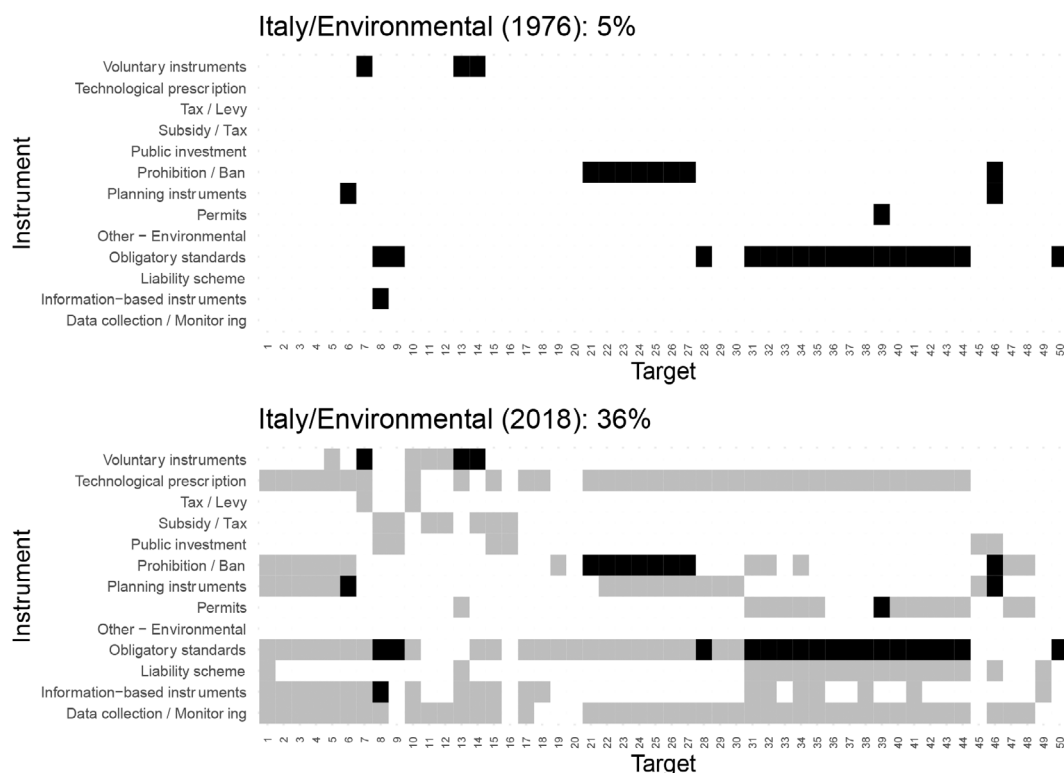 Italy/Environmental (1976): 5%
Instrument
Voluntary instruments
Technological prescription
Tax / Levy
Subsidy / Tax
Public investment
Prohibition / Ban
Planning instruments
Permits
Other − Environmental
Obligatory standards
Liability scheme
Information−based instruments
Data collection / Monitoring
1 2 3 4 5 6 7 8 9 10 11 12 13 14 15 16 17 18 19 20 21 22 23 24 25 26 27 28 29 30 31 32 33 34 35 36 37 38 39 40 41 42 43 44 45 46 47 48 49 50
Target
Italy/Environmental (2018): 36%
Instrument
Voluntary instruments
Technological prescription
Tax / Levy
Subsidy / Tax
Public investment
Prohibition / Ban
Planning instruments
Permits
Other − Environmental
Obligatory standards
Liability scheme
Information−based instruments
Data collection / Monitoring
1 2 3 4 5 6 7 8 9 10 11 12 13 14 15 16 17 18 19 20 21 22 23 24 25 26 27 28 29 30 31 32 33 34 35 36 37 38 39 40 41 42 43 44 45 46 47 48 49 50
Target